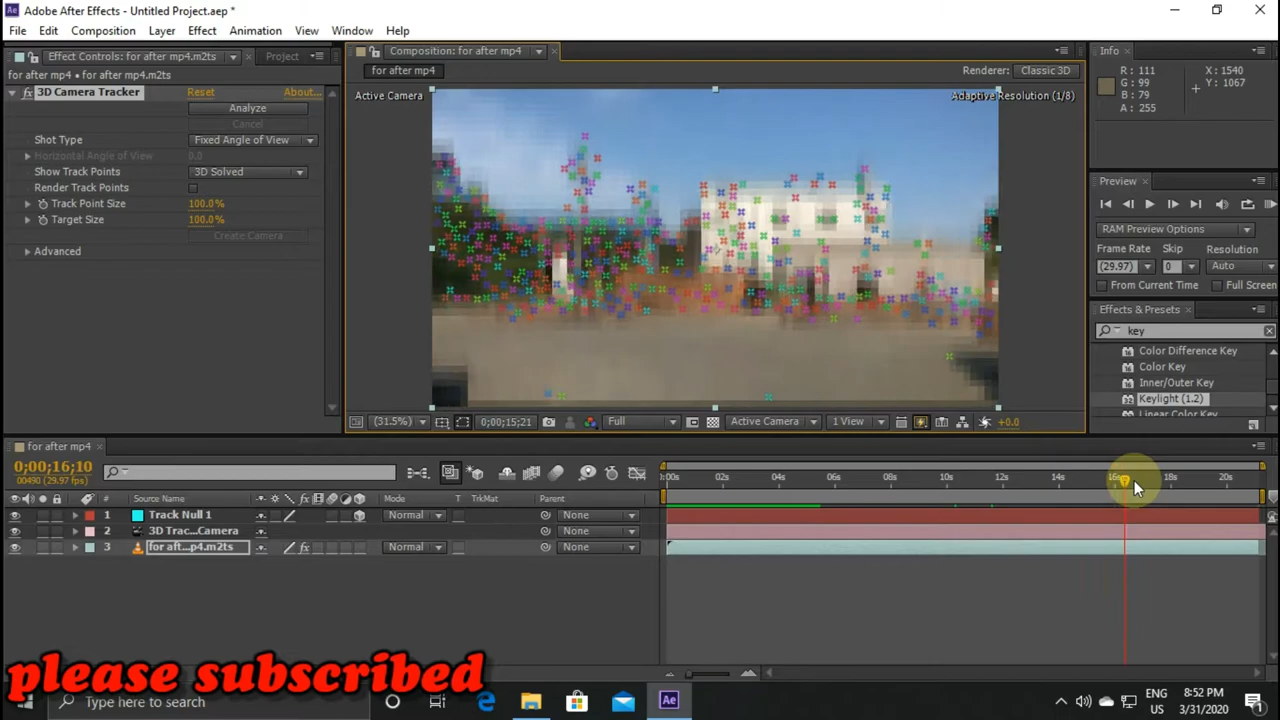 Adobe After Effects - Untitled Project.aep *
File Edit Composition Layer Effect Animation View Window Help
Effect Controls: for after mp4.m2ts Project
for after mp4 • for after mp4.m2ts
3D Camera Tracker Reset About...
Analyze
Cancel
Shot Type Fixed Angle of View
Horizontal Angle of View 0.0
Show Track Points 3D Solved
Render Track Points
Track Point Size 100.0%
Target Size 100.0%
Create Camera
Advanced
Composition: for after mp4
for after mp4 Renderer: Classic 3D
Active Camera Adaptive Resolution (1/8)
(31.5%) 0;00;15;21 Full Active Camera 1 View +0.0
Info
R: 111 X: 1540
G: 99 Y: 1067
B: 79
A: 255
Preview
RAM Preview Options
Frame Rate Skip Resolution
(29.97) 0 Auto
From Current Time Full Screen
Effects & Presets
key
Color Difference Key
Color Key
Inner/Outer Key
Keylight (1.2)
Linear Color Key
for after mp4
0;00;16;10
00490 (29.97 fps)
:00s 02s 04s 06s 08s 10s 12s 14s 16s 18s 20s
# Source Name Mode T TrkMat Parent
1 Track Null 1 Normal None
2 3D Trac...Camera None
3 for aft...p4.m2ts Normal None
please subscribed
Type here to search
ENG 8:52 PM
US 3/31/2020